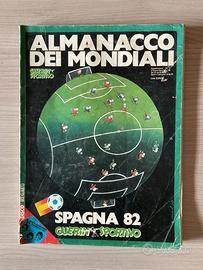 ALMANACCO
DEI MONDIALI
GUERIN
SPORTIVO
SPAGNA 82
GUERIN SPORTIVO